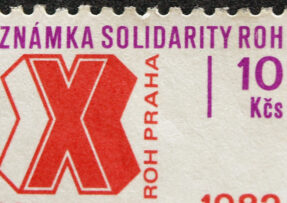 ZNÁMKA SOLIDARITY ROH
X
ROH PRAHA
10
Kčs